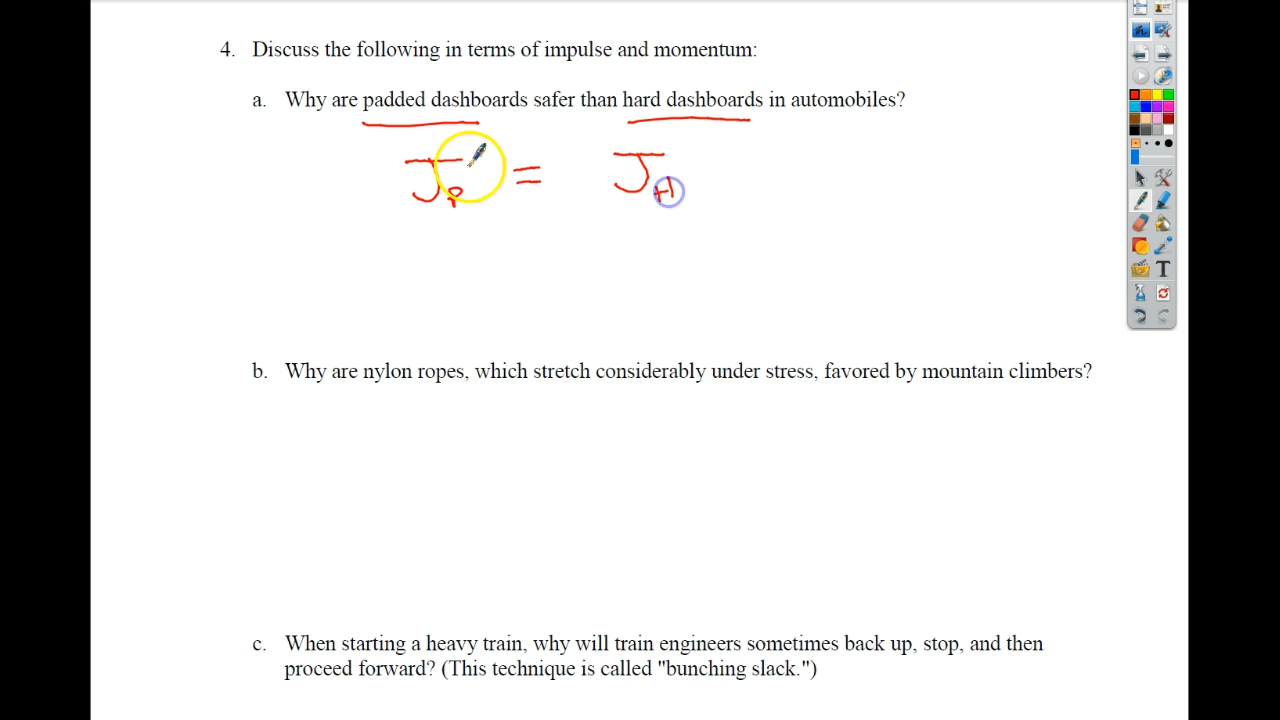 4. Discuss the following in terms of impulse and momentum:
a. Why are padded dashboards safer than hard dashboards in automobiles?
J_P = J_H
b. Why are nylon ropes, which stretch considerably under stress, favored by mountain climbers?
c. When starting a heavy train, why will train engineers sometimes back up, stop, and then
proceed forward? (This technique is called "bunching slack.")
T